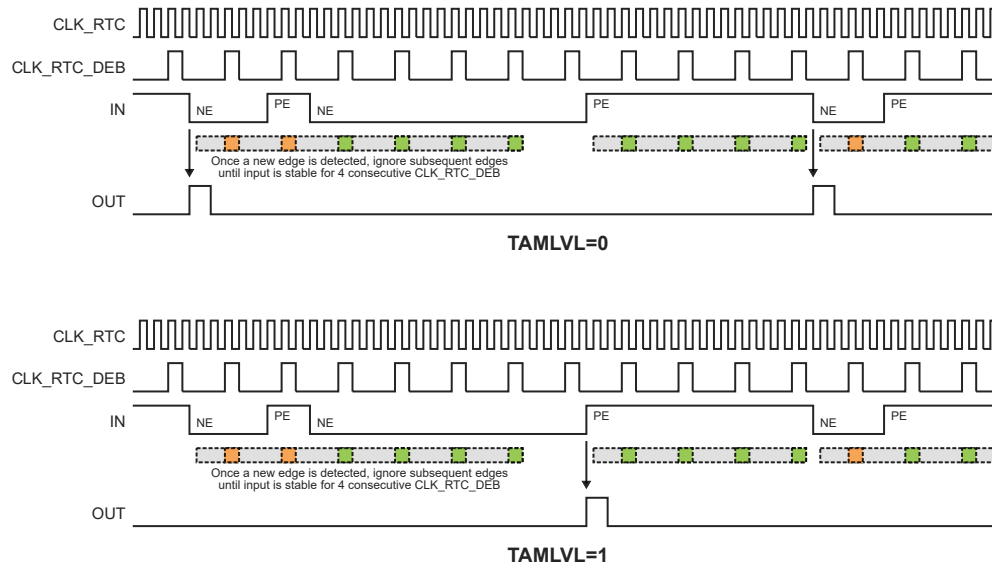 CLK_RTC
CLK_RTC_DEB
IN
NE
PE
NE
PE
NE
PE
Once a new edge is detected, ignore subsequent edges
until input is stable for 4 consecutive CLK_RTC_DEB
OUT
TAMLVL=0
CLK_RTC
CLK_RTC_DEB
IN
NE
PE
NE
PE
NE
PE
Once a new edge is detected, ignore subsequent edges
until input is stable for 4 consecutive CLK_RTC_DEB
OUT
TAMLVL=1